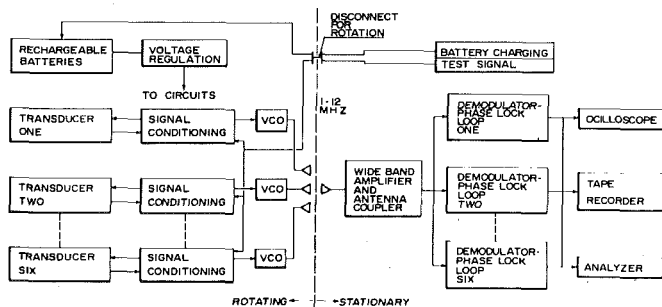 DISCONNECT
FOR
ROTATION
RECHARGEABLE
BATTERIES
VOLTAGE
REGULATION
BATTERY CHARGING
TEST SIGNAL
TO CIRCUITS
1-12
MHZ
TRANSDUCER
ONE
SIGNAL
CONDITIONING
VCO
DEMODULATOR-
PHASE LOCK
LOOP
ONE
OCILLOSCOPE
TRANSDUCER
TWO
SIGNAL
CONDITIONING
VCO
WIDE BAND
AMPLIFIER
AND
ANTENNA
COUPLER
DEMODULATOR-
PHASE LOCK
LOOP
TWO
TAPE
RECORDER
TRANSDUCER
SIX
SIGNAL
CONDITIONING
VCO
DEMODULATOR-
PHASE LOCK
LOOP
SIX
ANALYZER
ROTATING
STATIONARY